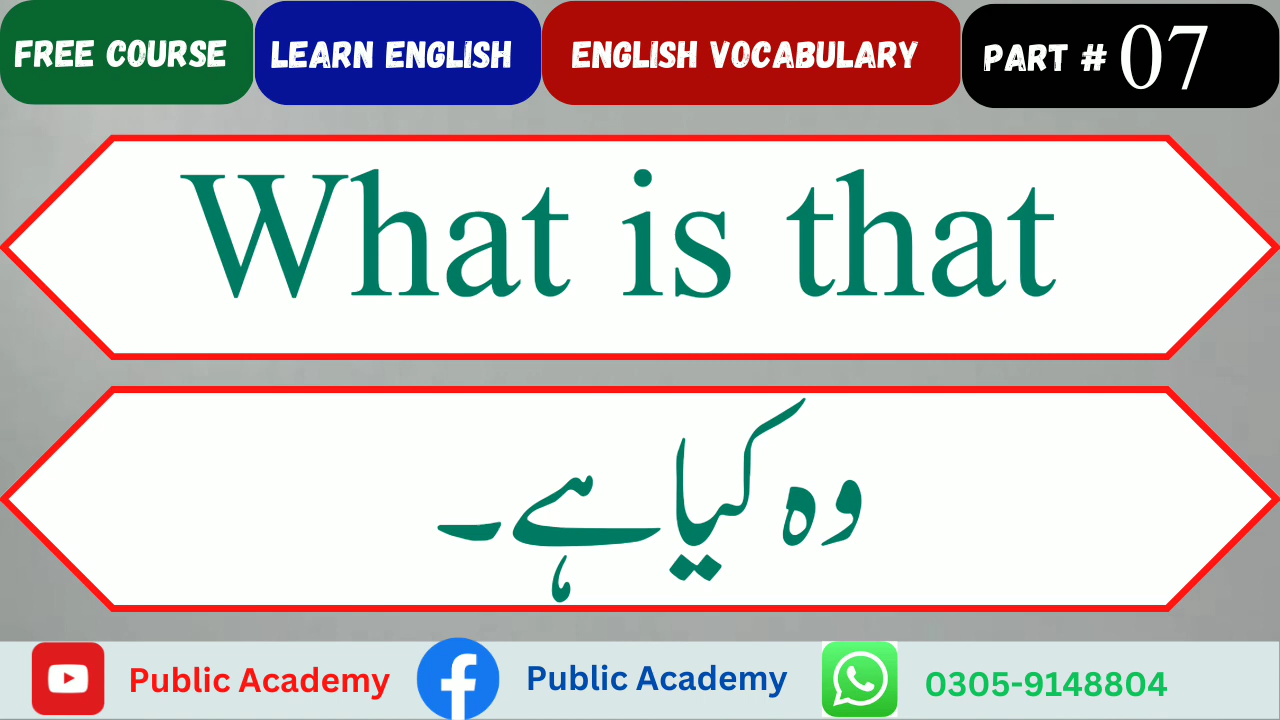 FREE COURSE LEARN ENGLISH ENGLISH VOCABULARY PART # 07
What is that
وہ کیا ہے۔
Public Academy Public Academy 0305-9148804